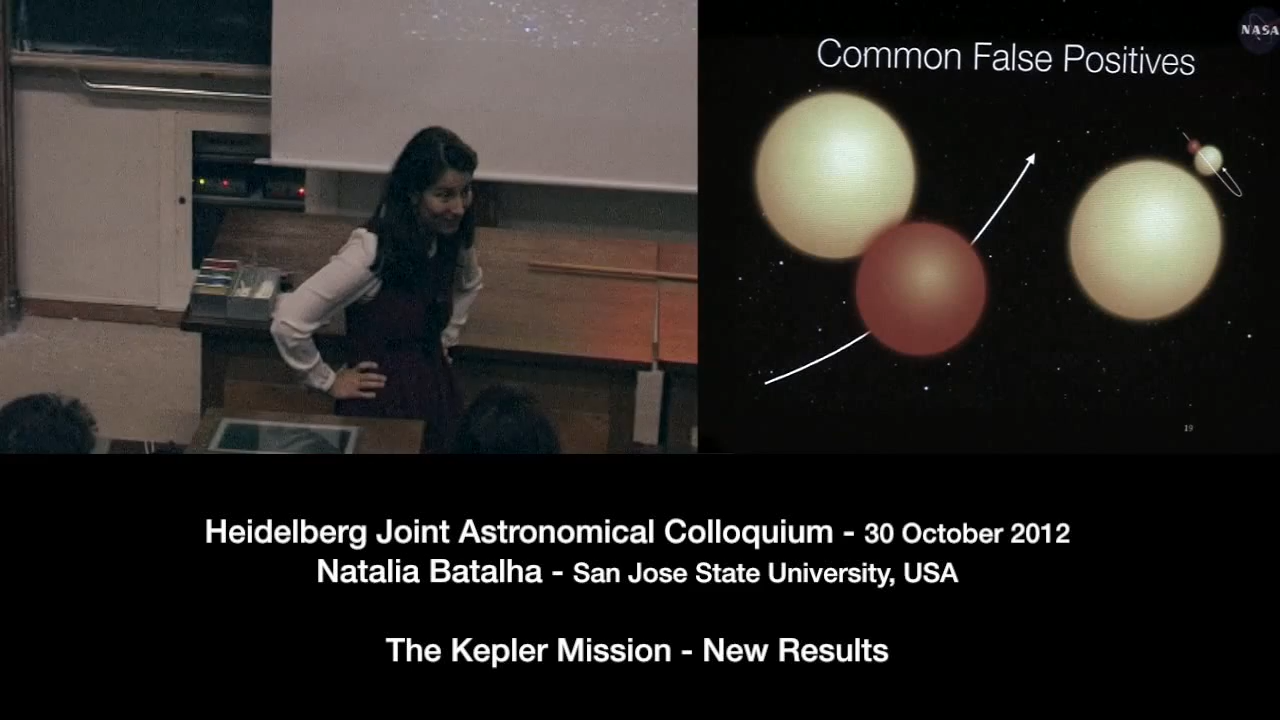 NASA
Common False Positives
19
Heidelberg Joint Astronomical Colloquium - 30 October 2012
Natalia Batalha - San Jose State University, USA
The Kepler Mission - New Results